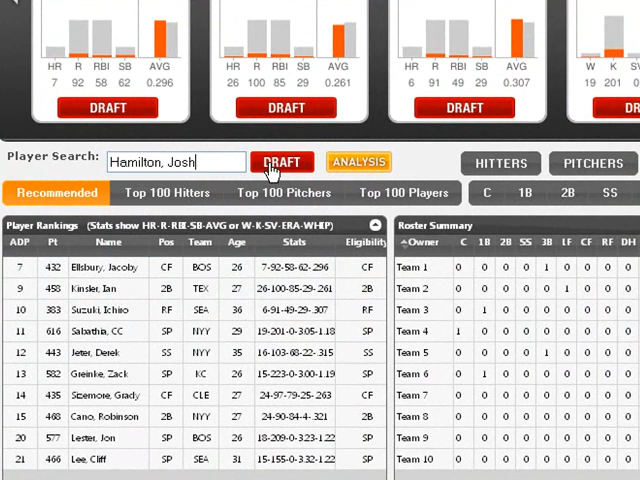 HR R RBI SB AVG
7 92 58 62 0.296
DRAFT
HR R RBI SB AVG
26 100 85 29 0.261
DRAFT
HR R RBI SB AVG
6 91 49 29 0.307
DRAFT
W K
19 201
Player Search: Hamilton, Josh DRAFT ANALYSIS HITTERS PITCHERS
Recommended Top 100 Hitters Top 100 Pitchers Top 100 Players C 1B 2B SS
Player Rankings (Stats show HR-R-RBI-SB-AVG or W-K-SV-ERA-WHIP)
ADP Pt Name Pos Team Age Stats Eligibility
7 432 Ellsbury, Jacoby CF BOS 26 7-92-58-62-.296 CF
9 458 Kinsler, Ian 2B TEX 27 26-100-85-29-.261 2B
10 383 Suzuki, Ichiro RF SEA 36 6-91-49-29-.307 RF
11 616 Sabathia, CC SP NYY 29 19-201-0-3.05-1.18 SP
12 443 Jeter, Derek SS NYY 35 16-103-68-22-.315 SS
13 582 Greinke, Zack SP KC 26 15-223-0-3.00-1.19 SP
14 435 Sizemore, Grady CF CLE 27 24-97-79-25-.263 CF
15 468 Cano, Robinson 2B NYY 27 24-90-84-4-.321 2B
20 577 Lester, Jon SP BOS 26 18-209-0-3.23-1.22 SP
21 466 Lee, Cliff SP SEA 31 15-155-0-3.32-1.22 SP
Roster Summary
Owner C 1B 2B SS 3B LF CF RF DH
Team 1 0 0 0 0 1 0 0 0 0
Team 2 0 0 0 0 0 1 0 0 0
Team 3 0 1 0 0 0 0 0 0 0
Team 4 1 0 0 0 0 0 0 0 0
Team 5 0 0 0 0 1 0 0 0 0
Team 6 0 1 0 0 0 0 0 0 0
Team 7 0 0 0 0 0 0 0 0 0
Team 8 0 0 0 0 0 0 0 0 0
Team 9 0 0 0 0 0 0 0 0 0
Team 10 0 0 0 0 0 0 0 0 0